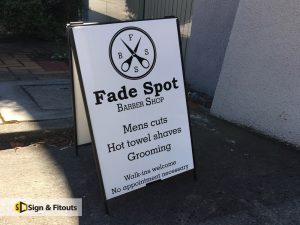 F
B S
S
Fade Spot
BARBER SHOP
Mens cuts
Hot towel shaves
Grooming
Walk-ins welcome
No appointment necessary
Sign & Fitouts